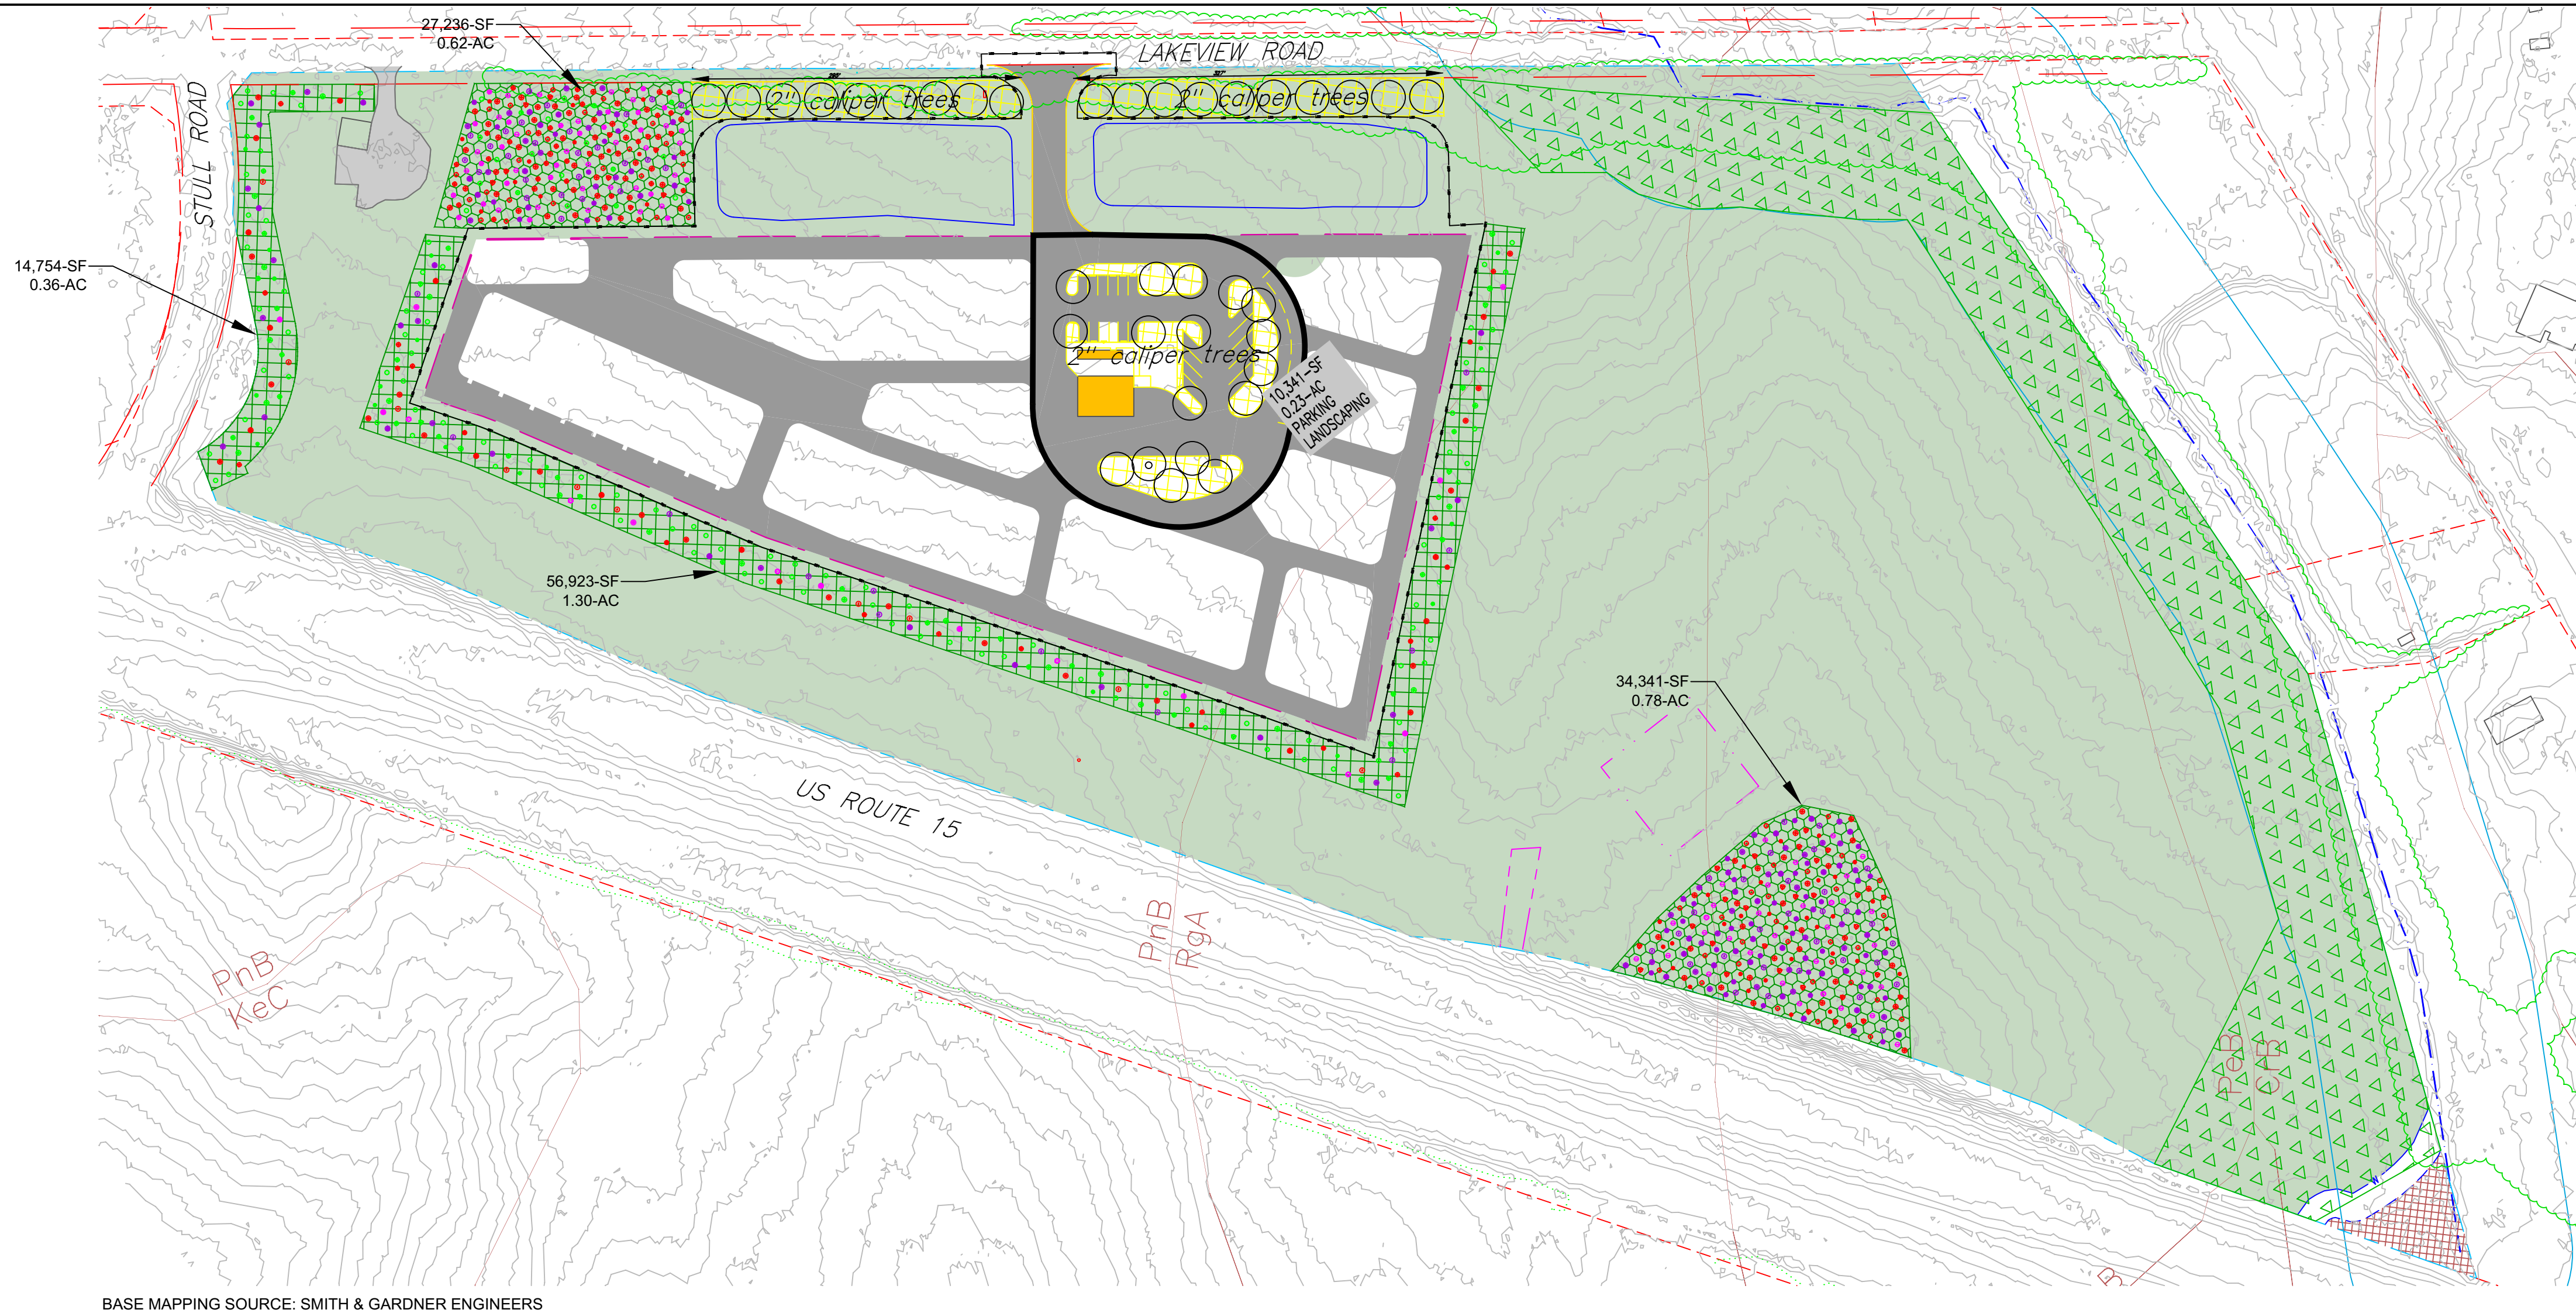 27,236-SF
0.62-AC
LAKEVIEW ROAD
2" caliper trees
2" caliper trees
STULL ROAD
14,754-SF
0.36-AC
2" caliper trees
10,341-SF
0.23-AC
PARKING
LANDSCAPING
56,923-SF
1.30-AC
34,341-SF
0.78-AC
US ROUTE 15
PnB
RgA
PnB
KeC
PeB
CrB
B
BASE MAPPING SOURCE: SMITH & GARDNER ENGINEERS